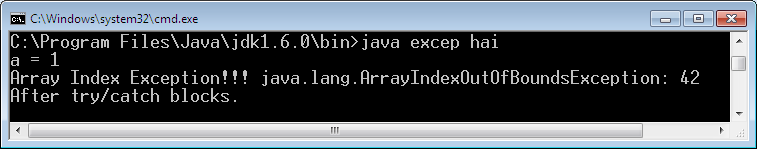 C:\Windows\system32\cmd.exe
C:\Program Files\Java\jdk1.6.0\bin>java excep hai
a = 1
Array Index Exception!!! java.lang.ArrayIndexOutOfBoundsException: 42
After try/catch blocks.